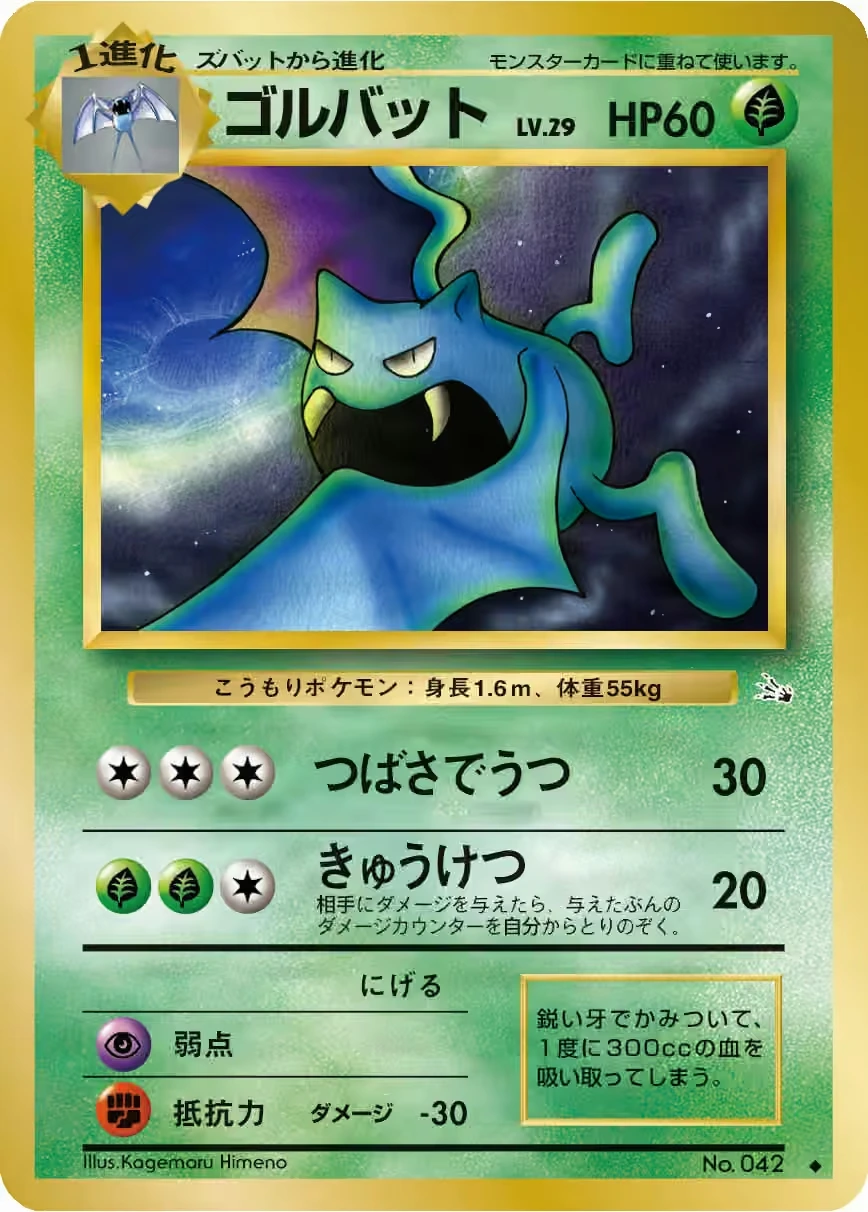 1進化 ズバットから進化 モンスターカードに重ねて使います。
ゴルバット LV.29 HP60
こうもりポケモン：身長1.6m、体重55kg
つばさでうつ 30
きゅうけつ 20
相手にダメージを与えたら、与えたぶんの
ダメージカウンターを自分からとりのぞく。
にげる
弱点
抵抗力 ダメージ -30
鋭い牙でかみついて、
１度に３００ccの血を
吸い取ってしまう。
Illus.Kagemaru Himeno No. 042